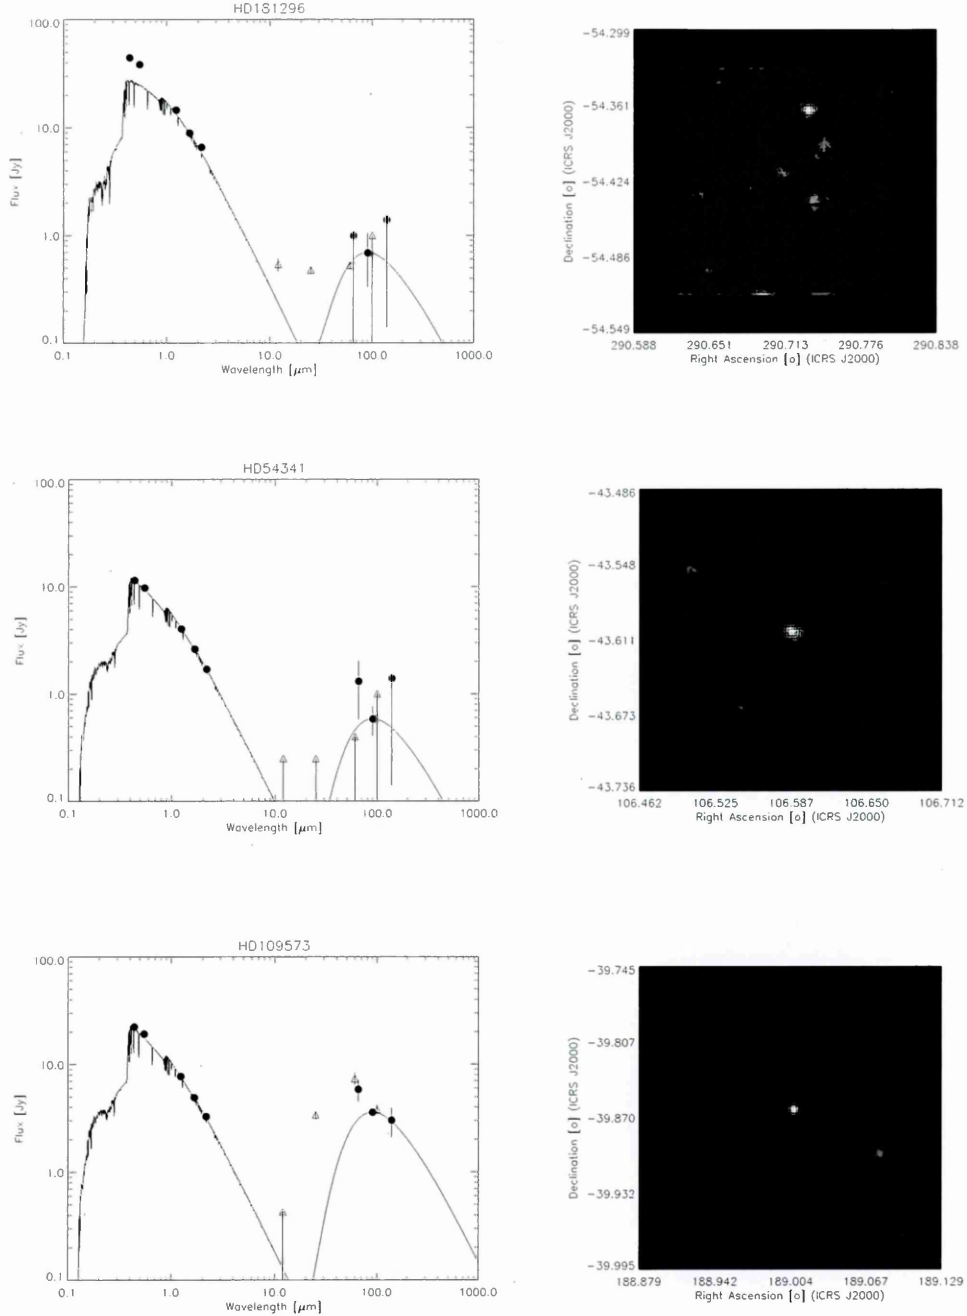 HD181296
100.0
10.0
1.0
0.1
Flux [Jy]
0.1 1.0 10.0 100.0 1000.0
Wavelength [μm]
-54.299
-54.361
-54.424
-54.486
-54.549
Declination [o] (ICRS J2000)
290.588 290.651 290.713 290.776 290.838
Right Ascension [o] (ICRS J2000)
HD54341
100.0
10.0
1.0
0.1
Flux [Jy]
0.1 1.0 10.0 100.0 1000.0
Wavelength [μm]
-43.486
-43.548
-43.611
-43.673
-43.736
Declination [o] (ICRS J2000)
106.462 106.525 106.587 106.650 106.712
Right Ascension [o] (ICRS J2000)
HD109573
100.0
10.0
1.0
0.1
Flux [Jy]
0.1 1.0 10.0 100.0 1000.0
Wavelength [μm]
-39.745
-39.807
-39.870
-39.932
-39.995
Declination [o] (ICRS J2000)
188.879 188.942 189.004 189.067 189.129
Right Ascension [o] (ICRS J2000)